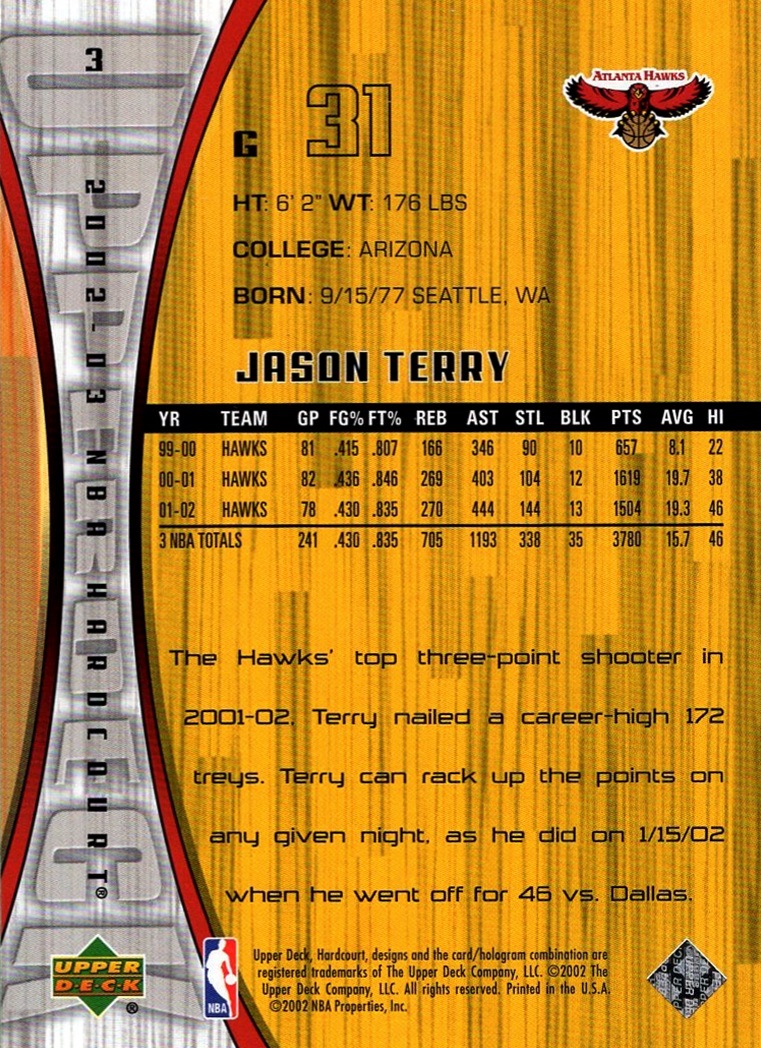 3
2002-03 NBA HARDCOURT®
UPPER DECK
ATLANTA HAWKS
G 31
HT: 6' 2" WT: 176 LBS
COLLEGE: ARIZONA
BORN: 9/15/77 SEATTLE, WA
JASON TERRY
YR TEAM GP FG% FT% REB AST STL BLK PTS AVG HI
99-00 HAWKS 81 .415 .807 166 346 90 10 657 8.1 22
00-01 HAWKS 82 .436 .846 269 403 104 12 1619 19.7 38
01-02 HAWKS 78 .430 .835 270 444 144 13 1504 19.3 46
3 NBA TOTALS 241 .430 .835 705 1193 338 35 3780 15.7 46
The Hawks' top three-point shooter in
2001-02, Terry nailed a career-high 172
treys. Terry can rack up the points on
any given night, as he did on 1/15/02
when he went off for 46 vs. Dallas.
UPPER
DECK
®
NBA
Upper Deck, Hardcourt, designs and the card/hologram combination are
registered trademarks of The Upper Deck Company, LLC. ©2002 The
Upper Deck Company, LLC. All rights reserved. Printed in the U.S.A.
©2002 NBA Properties, Inc.